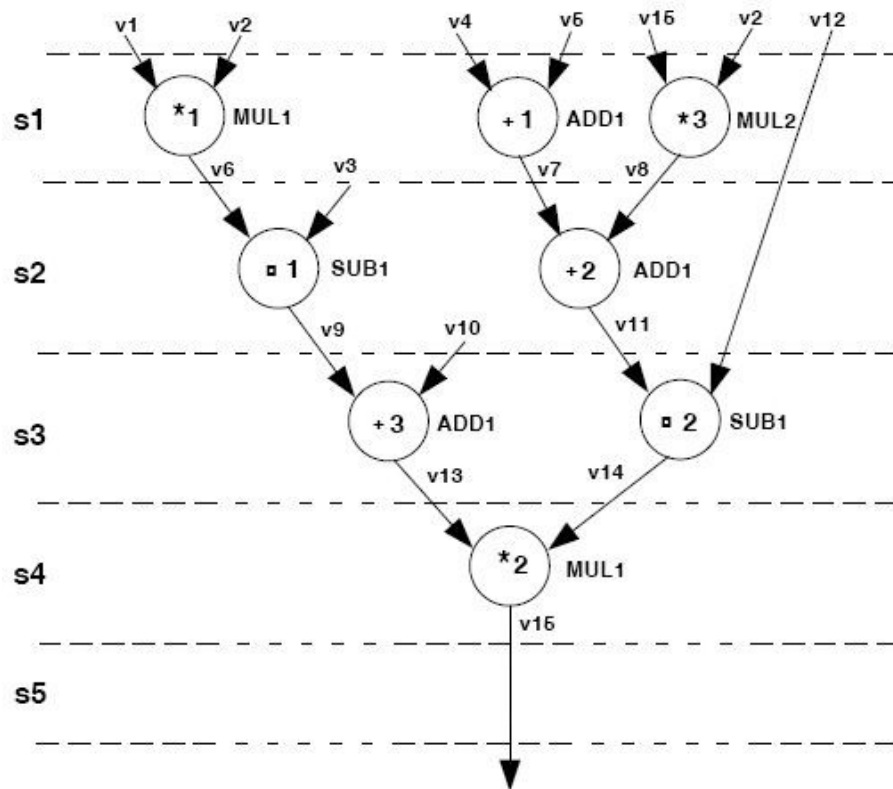 v1 v2 v4 v5 v15 v2 v12
s1 *1 MUL1 +1 ADD1 *3 MUL2
v6 v3 v7 v8
s2 ¤ 1 SUB1 +2 ADD1
v9 v10 v11
s3 +3 ADD1 ¤ 2 SUB1
v13 v14
s4 *2 MUL1
v15
s5